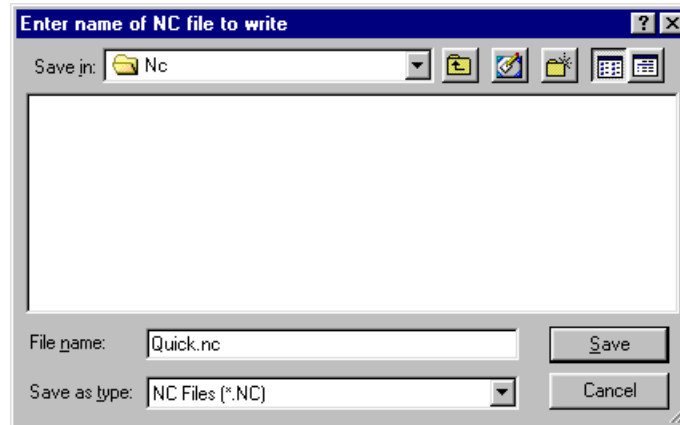 Enter name of NC file to write
Save in: Nc
File name: Quick.nc Save
Save as type: NC Files (*.NC) Cancel